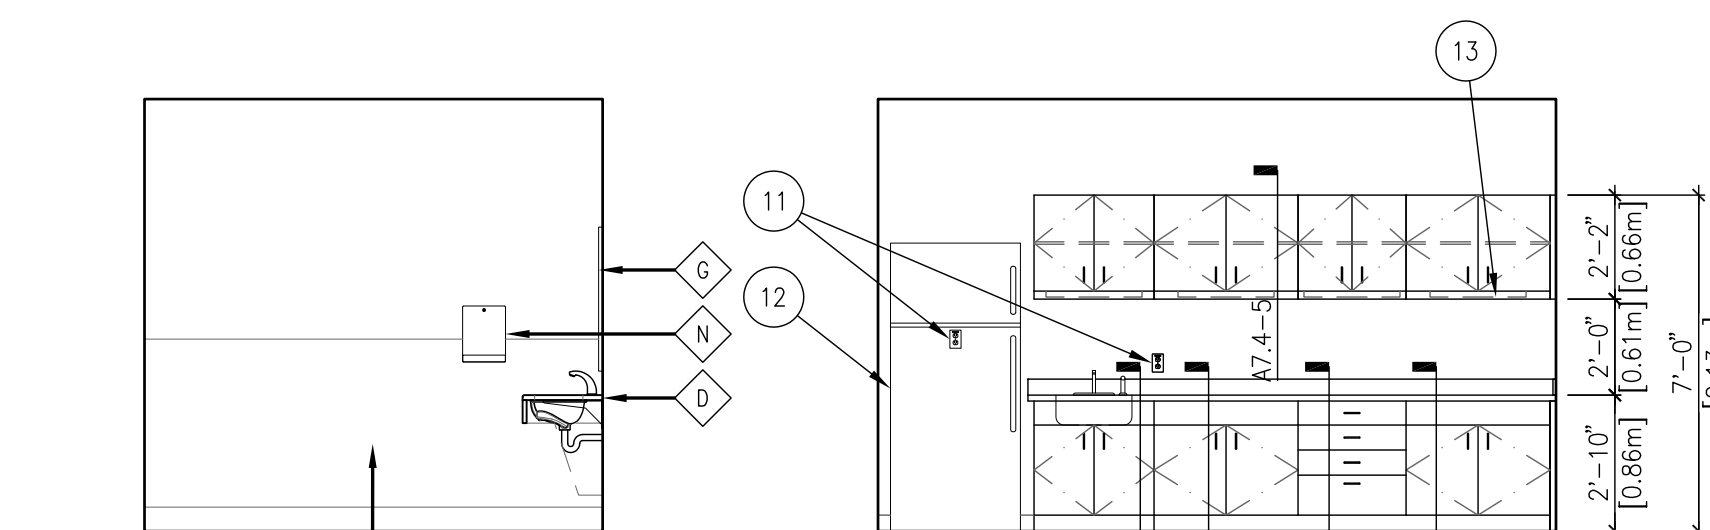 13
11
12
G
N
D
A7.4-5
2'-2"
[0.66m]
2'-0"
[0.61m]
2'-10"
[0.86m]
7'-0"